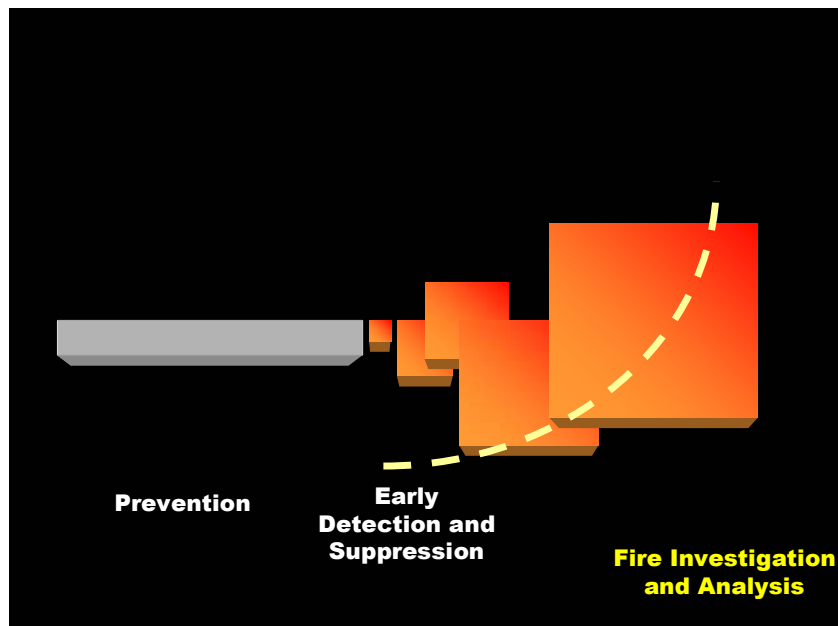 Prevention
Early
Detection and
Suppression
Fire Investigation
and Analysis